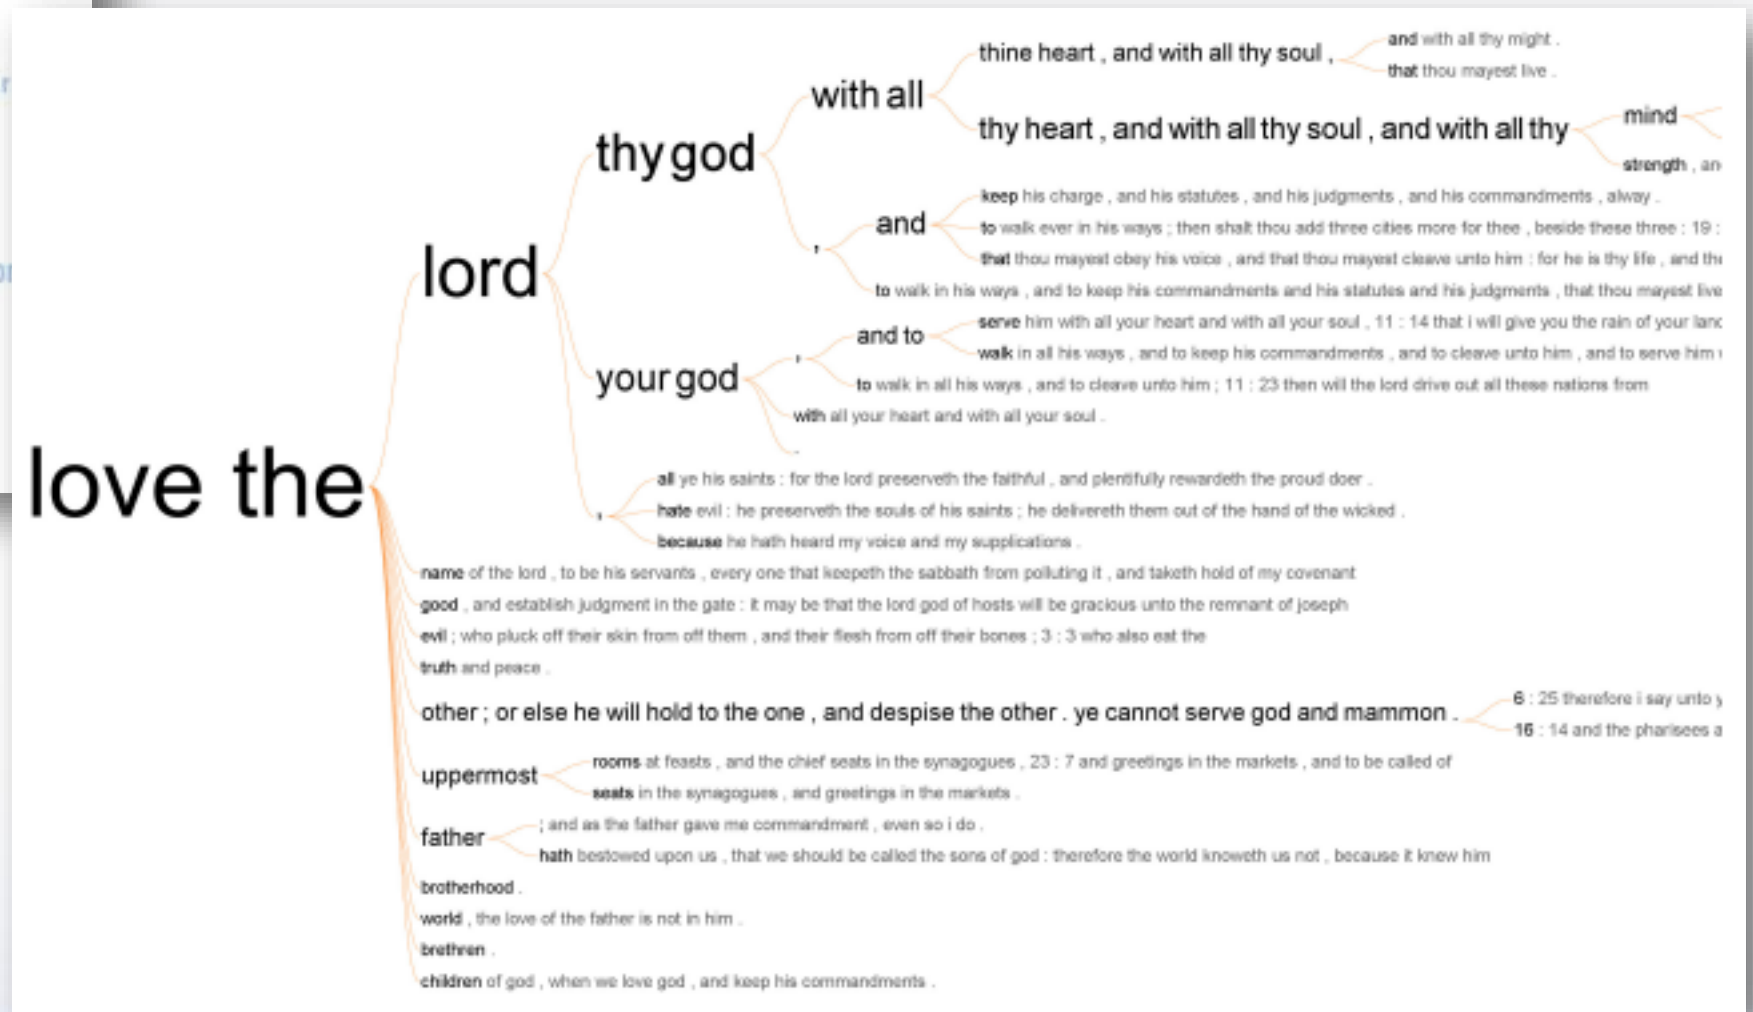 and with all thy might .
thine heart , and with all thy soul ,
that thou mayest live .
with all
mind
thy heart , and with all thy soul , and with all thy
thy god
strength , an
keep his charge , and his statutes , and his judgments , and his commandments , alway .
and
to walk ever in his ways ; then shalt thou add three cities more for thee , beside these three : 19 :
,
that thou mayest obey his voice , and that thou mayest cleave unto him : for he is thy life , and the
lord
to walk in his ways , and to keep his commandments and his statutes and his judgments , that thou mayest live
serve him with all your heart and with all your soul , 11 : 14 that i will give you the rain of your land
and to
,
walk in all his ways , and to keep his commandments , and to cleave unto him , and to serve him
your god
to walk in all his ways , and to cleave unto him ; 11 : 23 then will the lord drive out all these nations from
with all your heart and with all your soul .
.
love the
all ye his saints : for the lord preserveth the faithful , and plentifully rewardeth the proud doer .
,
hate evil : he preserveth the souls of his saints ; he delivereth them out of the hand of the wicked .
because he hath heard my voice and my supplications .
name of the lord , to be his servants , every one that keepeth the sabbath from polluting it , and taketh hold of my covenant
good , and establish judgment in the gate : it may be that the lord god of hosts will be gracious unto the remnant of joseph
evil ; who pluck off their skin from off them , and their flesh from off their bones ; 3 : 3 who also eat the
truth and peace .
other ; or else he will hold to the one , and despise the other . ye cannot serve god and mammon .
6 : 25 therefore i say unto y
16 : 14 and the pharisees a
uppermost
rooms at feasts , and the chief seats in the synagogues , 23 : 7 and greetings in the markets , and to be called of
seats in the synagogues , and greetings in the markets .
father
; and as the father gave me commandment , even so i do .
hath bestowed upon us , that we should be called the sons of god : therefore the world knoweth us not , because it knew him
brotherhood .
world , the love of the father is not in him .
brethren .
children of god , when we love god , and keep his commandments .